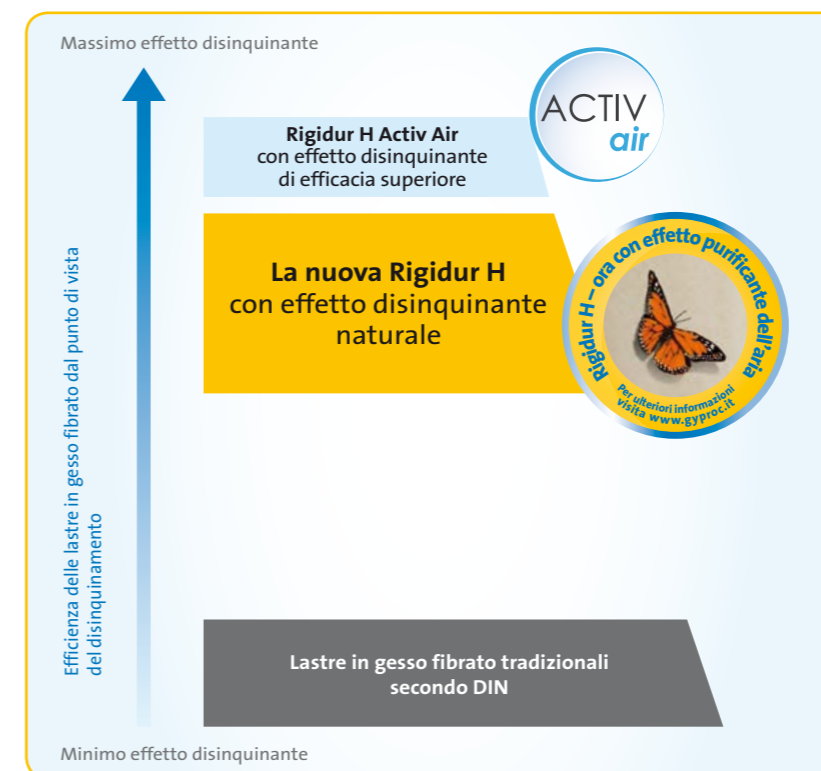 Massimo effetto disinquinante
ACTIV
air
Rigidur H Activ Air
con effetto disinquinante
di efficacia superiore
La nuova Rigidur H
con effetto disinquinante
naturale
Rigidur H – ora con effetto purificante dell'aria
Per ulteriori informazioni
visita www.gyproc.it
Efficienza delle lastre in gesso fibrato dal punto di vista
del disinquinamento
Lastre in gesso fibrato tradizionali
secondo DIN
Minimo effetto disinquinante